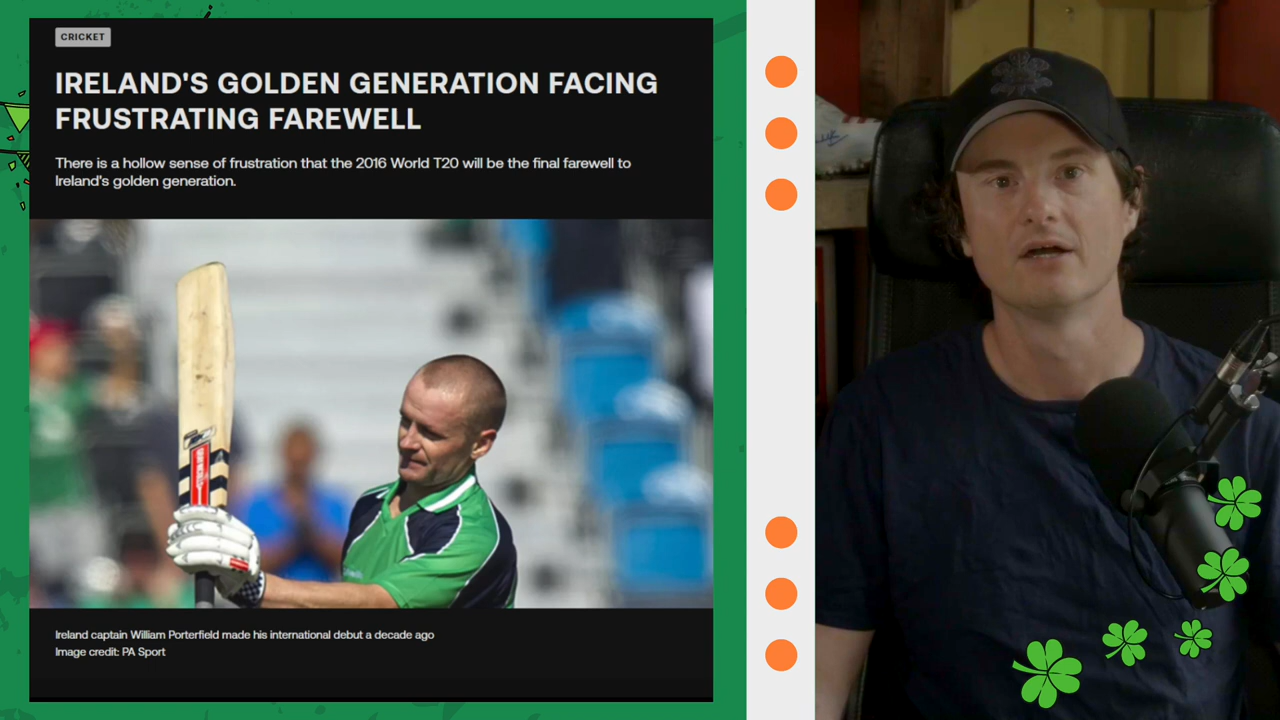 CRICKET
IRELAND'S GOLDEN GENERATION FACING
FRUSTRATING FAREWELL
There is a hollow sense of frustration that the 2016 World T20 will be the final farewell to
Ireland's golden generation.
Ireland captain William Porterfield made his international debut a decade ago
Image credit: PA Sport